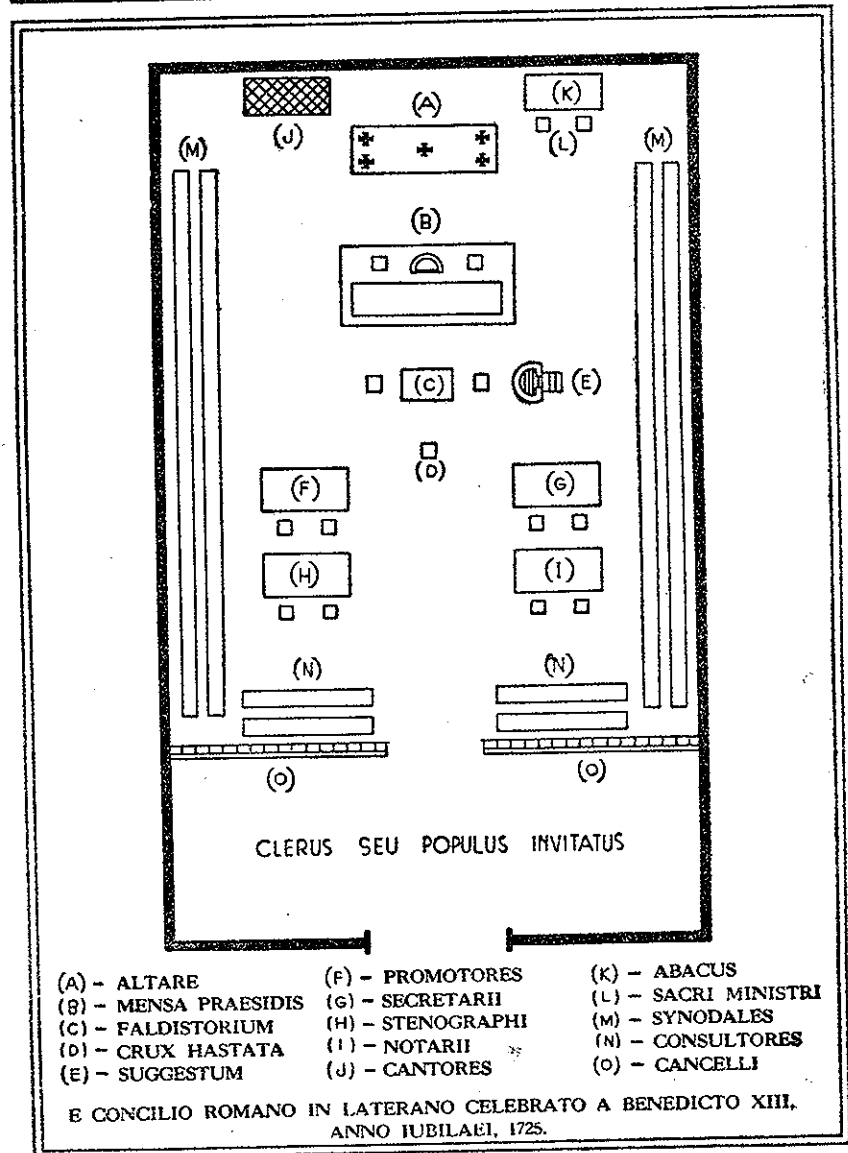 (A) (K)
(J) (L)
(M) (M)
(B)
(C) (E)
(D)
(F) (G)
(H) (I)
(N) (N)
(O) (O)
CLERUS SEU POPULUS INVITATUS
(A) – ALTARE
(B) – MENSA PRAESIDIS
(C) – FALDISTORIUM
(D) – CRUX HASTATA
(E) – SUGGESTUM
(F) – PROMOTORES
(G) – SECRETARII
(H) – STENOGRAPHI
(I) – NOTARII
(J) – CANTORES
(K) – ABACUS
(L) – SACRI MINISTRI
(M) – SYNODALES
(N) – CONSULTORES
(O) – CANCELLI
E CONCILIO ROMANO IN LATERANO CELEBRATO A BENEDICTO XIII,
ANNO IUBILAEI, 1725.